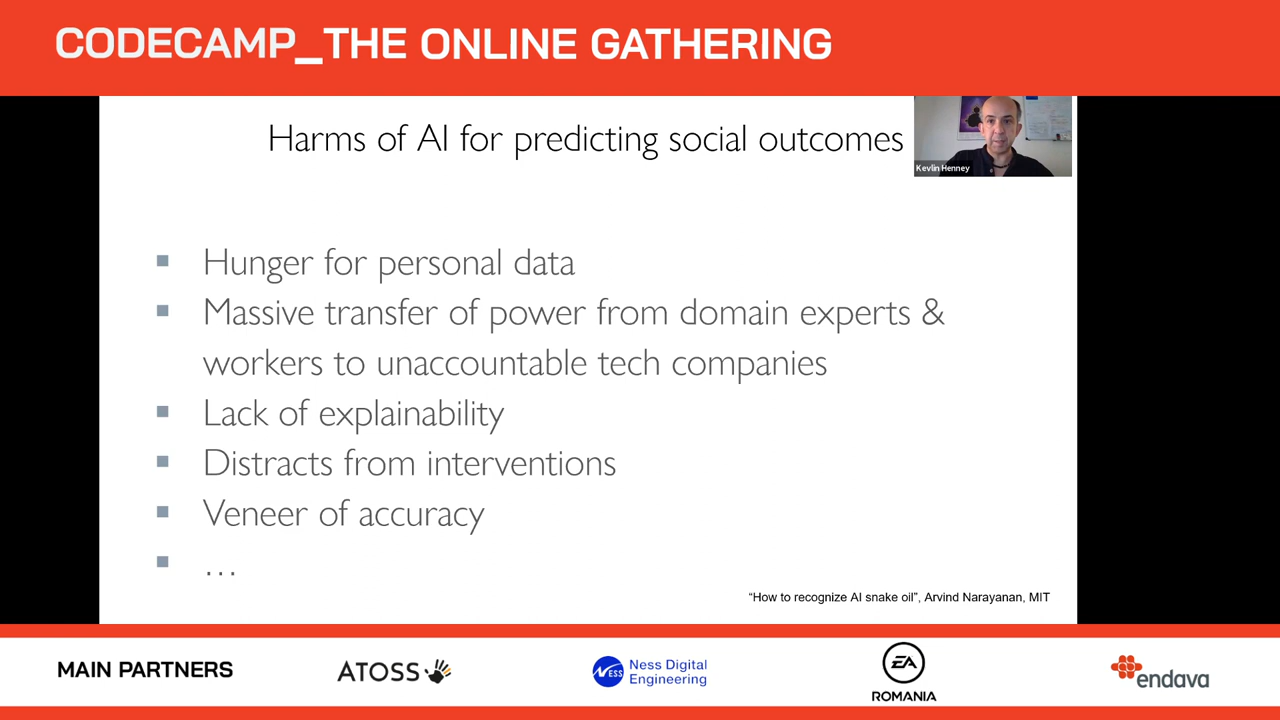 CODECAMP_THE ONLINE GATHERING
Harms of AI for predicting social outcomes
Kevlin Henney
Hunger for personal data
Massive transfer of power from domain experts &
workers to unaccountable tech companies
Lack of explainability
Distracts from interventions
Veneer of accuracy
…
“How to recognize AI snake oil”, Arvind Narayanan, MIT
MAIN PARTNERS
ATOSS
NESS
Ness Digital
Engineering
EA
ROMANIA
endava